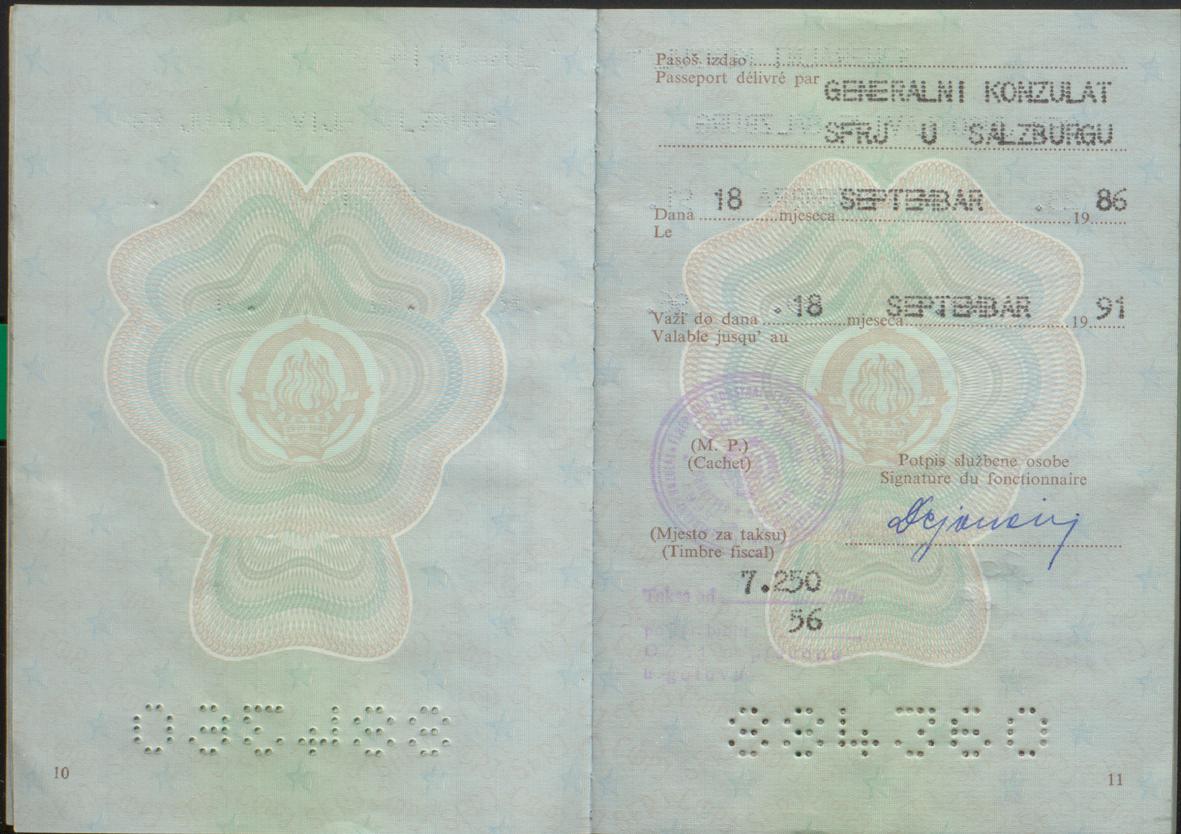 Pasoš izdao
Passeport délivré par GENERALNI KONZULAT
SFRJ U SALZBURGU
Dana 18 mjeseca SEPTEMBAR 19 86
Le
Važi do dana 18 mjeseca SEPTEMBAR 19 91
Valable jusqu' au
(M. P.)
(Cachet)
Potpis službene osobe
Signature du fonctionnaire
(Mjesto za taksu)
(Timbre fiscal)
7.250
Taksa od
56
10
11